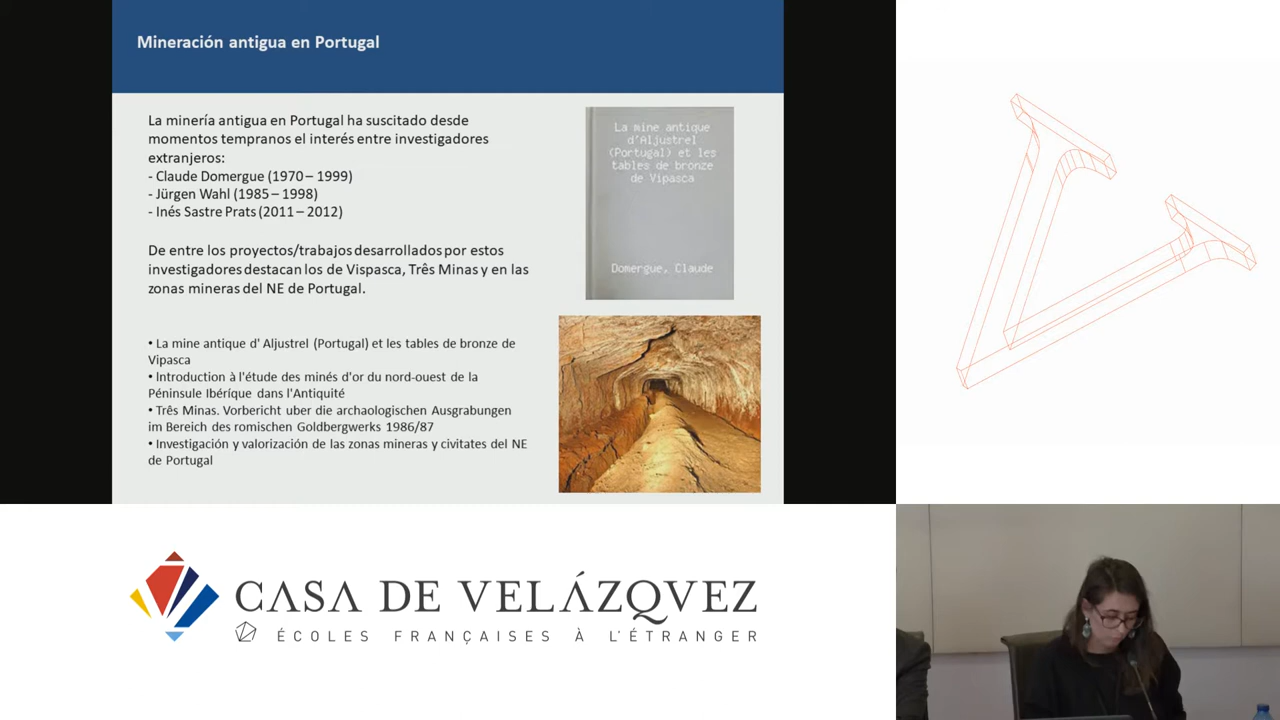 Mineración antigua en Portugal
La minería antigua en Portugal ha suscitado desde
momentos tempranos el interés entre investigadores
extranjeros:
- Claude Domergue (1970 – 1999)
- Jürgen Wahl (1985 – 1998)
- Inés Sastre Prats (2011 – 2012)
De entre los proyectos/trabajos desarrollados por estos
investigadores destacan los de Vispasca, Três Minas y en las
zonas mineras del NE de Portugal.
• La mine antique d' Aljustrel (Portugal) et les tables de bronze de
Vipasca
• Introduction à l'étude des minés d'or du nord-ouest de la
Péninsule Ibéríque dans l'Antiquité
• Três Minas. Vorbericht uber die archaologischen Ausgrabungen
im Bereich des romischen Goldbergwerks 1986/87
• Investigación y valorización de las zonas mineras y civitates del NE
de Portugal
La mine antique
d'Aljustrel
(Portugal) et les
tables de bronze
de Vipasca
Domergue, Claude
CASA DE VELÁZQVEZ
ÉCOLES FRANÇAISES À L'ÉTRANGER